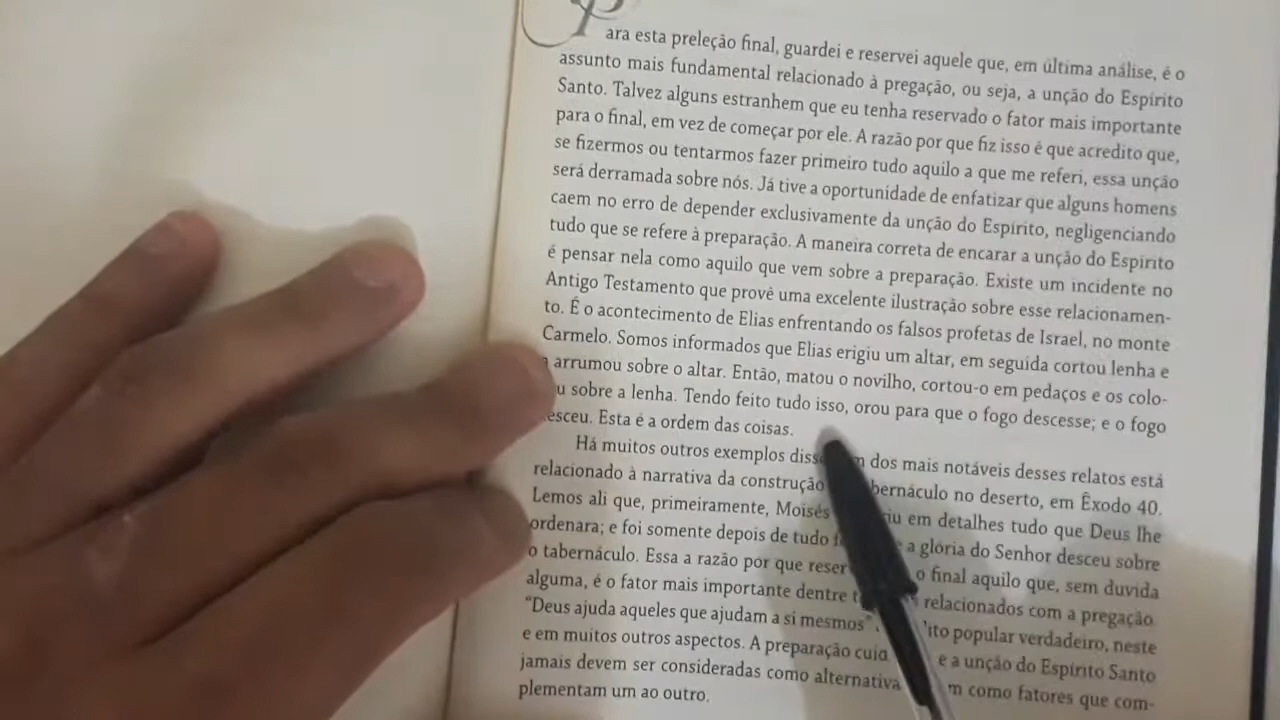 Para esta preleção final, guardei e reservei aquele que, em última análise, é o
assunto mais fundamental relacionado à pregação, ou seja, a unção do Espírito
Santo. Talvez alguns estranhem que eu tenha reservado o fator mais importante
para o final, em vez de começar por ele. A razão por que fiz isso é que acredito que,
se fizermos ou tentarmos fazer primeiro tudo aquilo a que me referi, essa unção
será derramada sobre nós. Já tive a oportunidade de enfatizar que alguns homens
caem no erro de depender exclusivamente da unção do Espírito, negligenciando
tudo que se refere à preparação. A maneira correta de encarar a unção do Espírito
é pensar nela como aquilo que vem sobre a preparação. Existe um incidente no
Antigo Testamento que provê uma excelente ilustração sobre esse relacionamen-
to. É o acontecimento de Elias enfrentando os falsos profetas de Israel, no monte
Carmelo. Somos informados que Elias erigiu um altar, em seguida cortou lenha e
arrumou sobre o altar. Então, matou o novilho, cortou-o em pedaços e os colo-
u sobre a lenha. Tendo feito tudo isso, orou para que o fogo descesse; e o fogo
esceu. Esta é a ordem das coisas.
Há muitos outros exemplos dos mais notáveis desses relatos está
relacionado à narrativa da construção bernáculo no deserto, em Êxodo 40.
Lemos ali que, primeiramente, Moisés em detalhes tudo que Deus lhe
ordenara; e foi somente depois de tudo a glória do Senhor desceu sobre
o tabernáculo. Essa a razão por que reser o final aquilo que, sem duvida
alguma, é o fator mais importante dentre relacionados com a pregação
“Deus ajuda aqueles que ajudam a si mesmos” ito popular verdadeiro, neste
e em muitos outros aspectos. A preparação cuid e a unção do Espírito Santo
jamais devem ser consideradas como alternativa m como fatores que com-
plementam um ao outro.